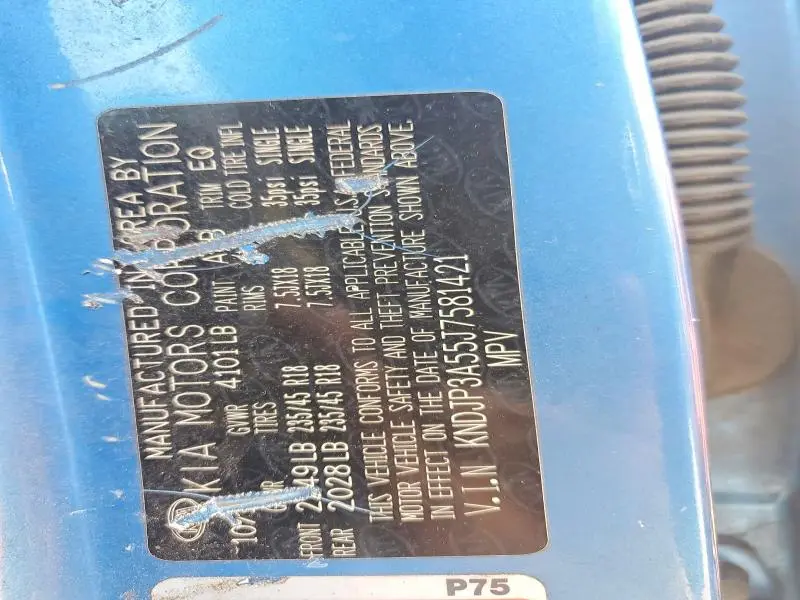 MANUFACTURED IN KOREA BY
KIA MOTORS CORPORATION
GVWR PAINT TRIM
4101LB EQ
TIRES RIMS COLD TIRE INFL
FRONT 235/45 R18 7.5JX18 35psi SINGLE
REAR 2028LB 235/45 R18 7.5JX18 35psi SINGLE
THIS VEHICLE CONFORMS TO ALL APPLICABLE FEDERAL
MOTOR VEHICLE SAFETY AND THEFT PREVENTION STANDARDS
IN EFFECT ON THE DATE OF MANUFACTURE SHOWN ABOVE.
V.I.N KNDJP3A55J7581421
MPV
P75